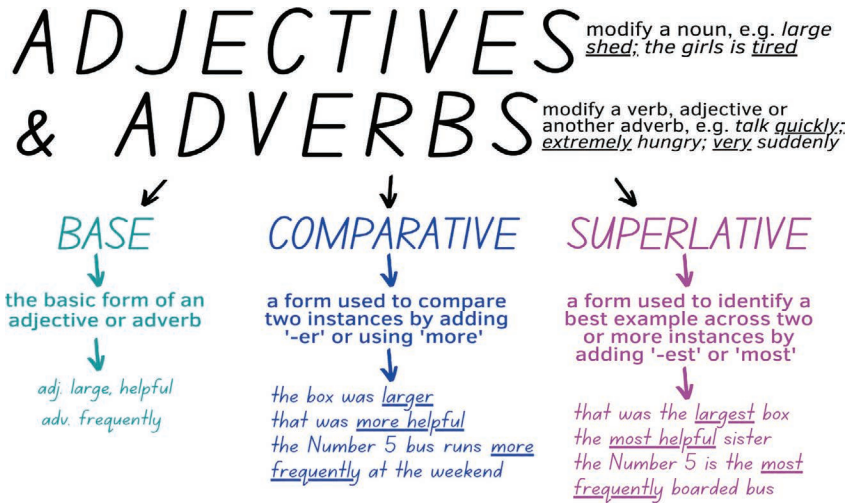 ADJECTIVES
modify a noun, e.g. large
shed; the girls is tired
& ADVERBS
modify a verb, adjective or
another adverb, e.g. talk quickly;
extremely hungry; very suddenly
BASE
the basic form of an
adjective or adverb
adj. large, helpful
adv. frequently
COMPARATIVE
a form used to compare
two instances by adding
'-er' or using 'more'
the box was larger
that was more helpful
the Number 5 bus runs more
frequently at the weekend
SUPERLATIVE
a form used to identify a
best example across two
or more instances by
adding '-est' or 'most'
that was the largest box
the most helpful sister
the Number 5 is the most
frequently boarded bus